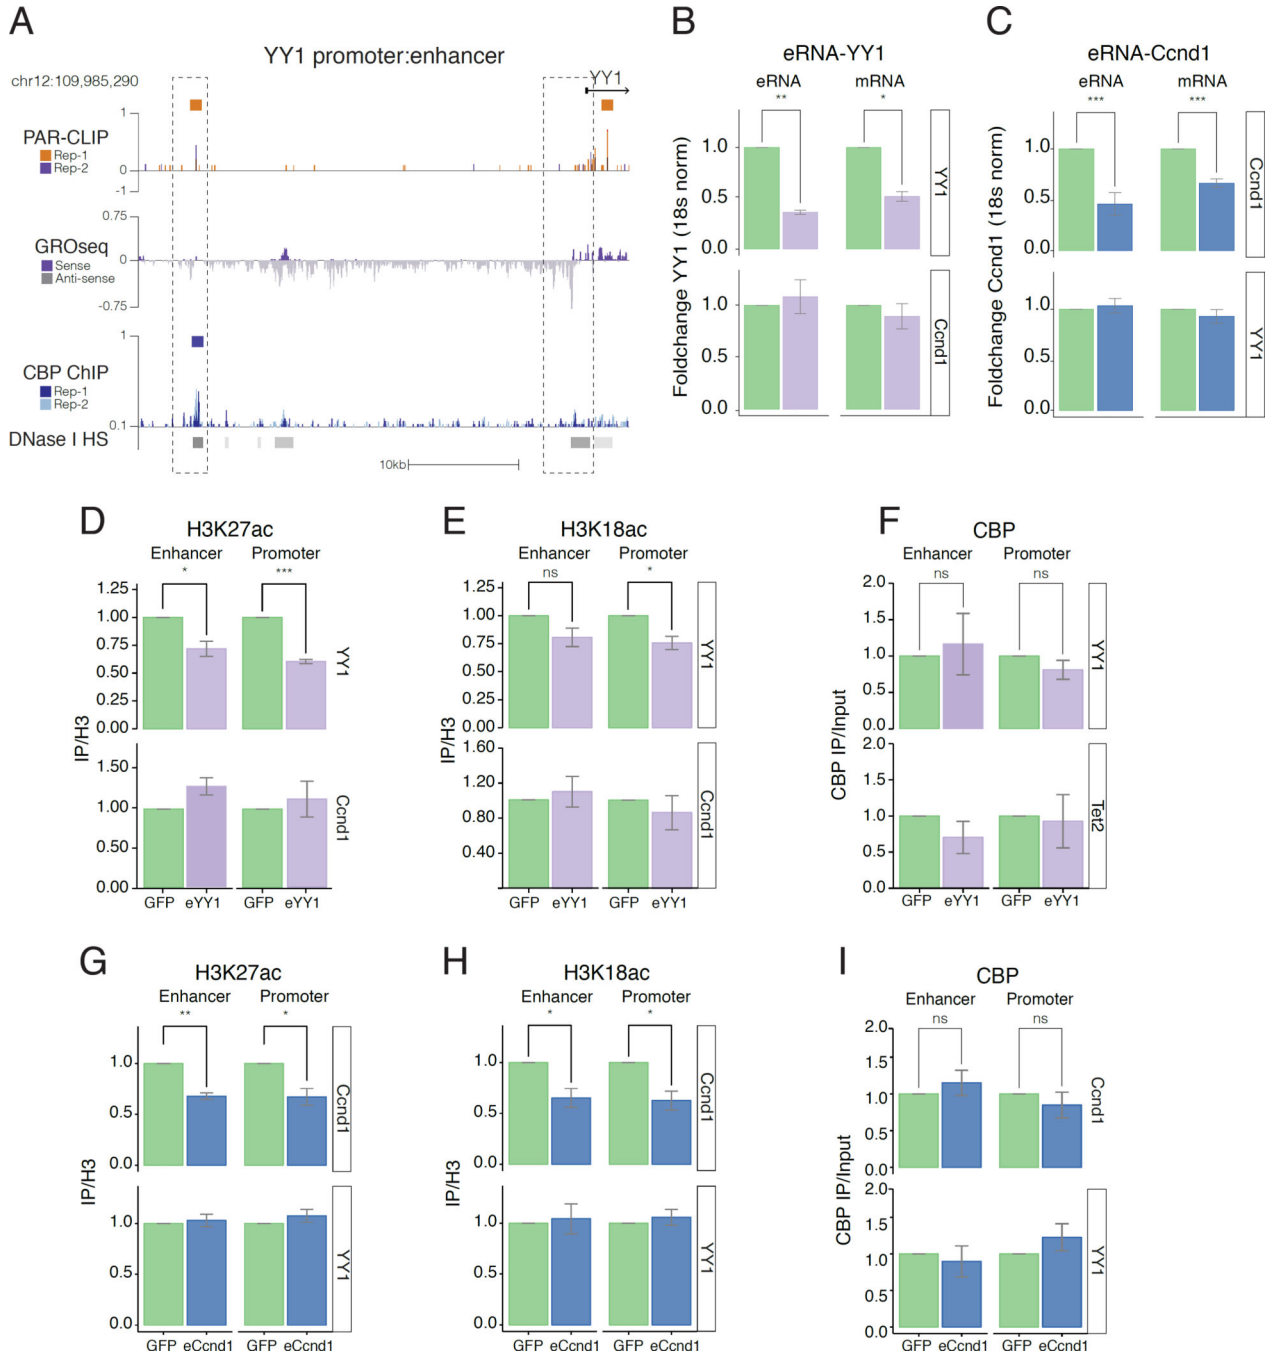 A
YY1 promoter:enhancer
chr12:109,985,290
YY1
1
PAR-CLIP
Rep-1
Rep-2
0
-1
0.75
GROseq
Sense
Anti-sense
0
-0.75
1
CBP ChIP
Rep-1
Rep-2
0.1
DNase I HS
10kb
B
eRNA-YY1
eRNA
mRNA
**
*
Foldchange YY1 (18s norm)
1.0
0.5
0.0
YY1
1.0
0.5
0.0
Ccnd1
C
eRNA-Ccnd1
eRNA
mRNA
***
***
Foldchange Ccnd1 (18s norm)
1.0
0.5
0.0
Ccnd1
1.0
0.5
0.0
YY1
D
H3K27ac
Enhancer
Promoter
*
***
IP/H3
1.25
1.00
0.75
0.50
0.25
0.00
YY1
1.50
1.00
0.50
0.00
Ccnd1
GFP eYY1
GFP eYY1
E
H3K18ac
Enhancer
Promoter
ns
*
IP/H3
1.25
1.00
0.75
0.50
0.25
0.00
YY1
1.60
1.20
0.80
0.40
Ccnd1
GFP eYY1
GFP eYY1
F
CBP
Enhancer
Promoter
ns
ns
CBP IP/Input
2.0
1.5
1.0
0.5
0.0
YY1
2.0
1.5
1.0
0.5
0.0
Tet2
GFP eYY1
GFP eYY1
G
H3K27ac
Enhancer
Promoter
**
*
IP/H3
1.0
0.5
0.0
Ccnd1
1.0
0.5
0.0
YY1
GFP eCcnd1
GFP eCcnd1
H
H3K18ac
Enhancer
Promoter
*
*
IP/H3
1.0
0.5
0.0
Ccnd1
1.0
0.5
0.0
YY1
GFP eCcnd1
GFP eCcnd1
I
CBP
Enhancer
Promoter
ns
ns
CBP IP/Input
2.0
1.5
1.0
0.5
0.0
Ccnd1
2.0
1.5
1.0
0.5
0.0
YY1
GFP eCcnd1
GFP eCcnd1